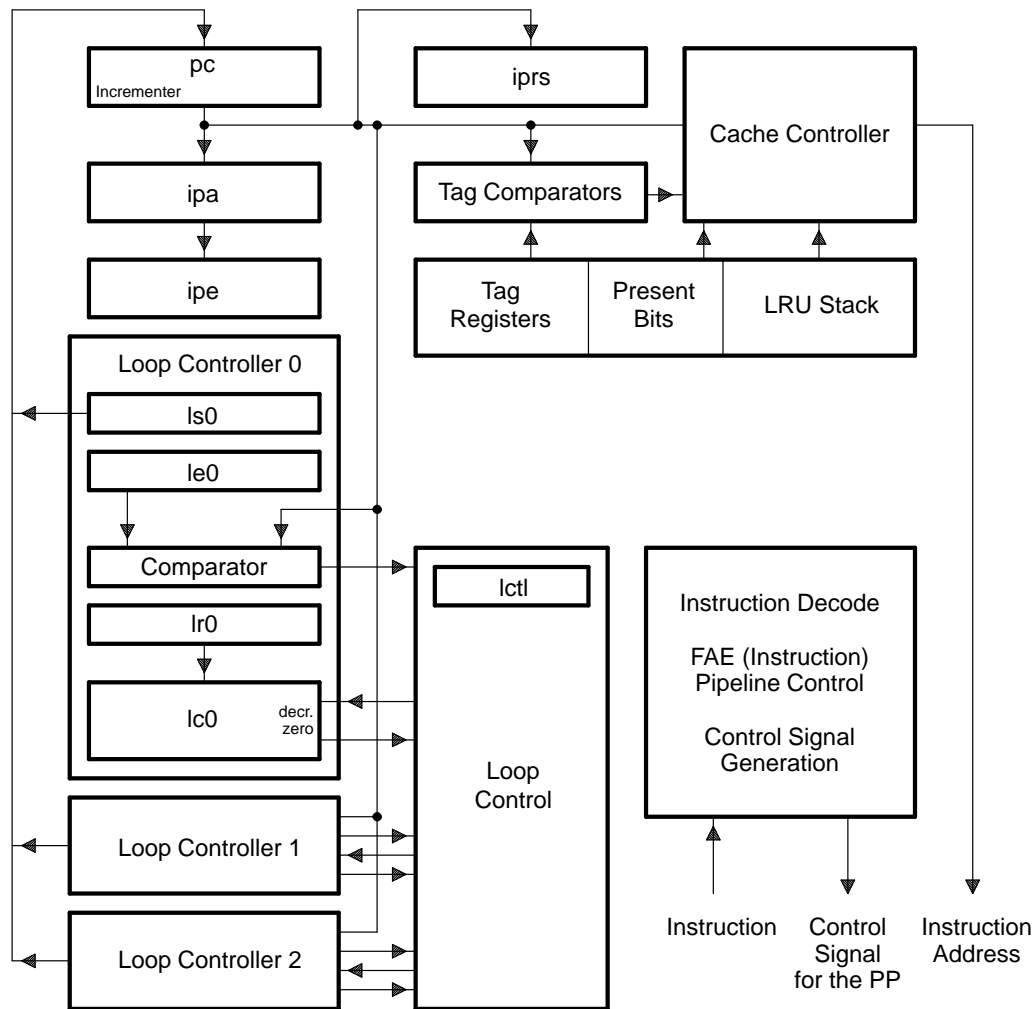 pc
Incrementer
iprs
Cache Controller
ipa
Tag Comparators
ipe
Tag
Registers
Present
Bits
LRU Stack
Loop Controller 0
ls0
le0
Comparator
lr0
lc0
decr.
zero
lctl
Loop
Control
Instruction Decode
FAE (Instruction)
Pipeline Control
Control Signal
Generation
Loop Controller 1
Loop Controller 2
Instruction
Control
Signal
for the PP
Instruction
Address